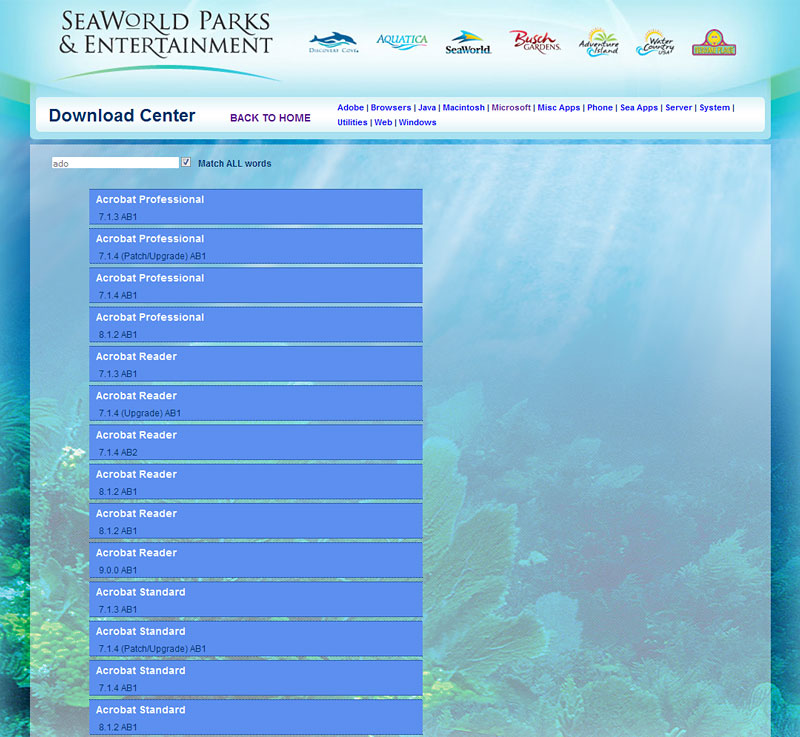 SEAWORLD PARKS
& ENTERTAINMENT
DISCOVERY COVE
AQUATICA
SeaWorld
Busch
GARDENS
Adventure
Island
Water
Country
USA
SESAME PLACE
Download Center
BACK TO HOME
Adobe | Browsers | Java | Macintosh | Microsoft | Misc Apps | Phone | Sea Apps | Server | System |
Utilities | Web | Windows
ado
Match ALL words
Acrobat Professional
7.1.3 AB1
Acrobat Professional
7.1.4 (Patch/Upgrade) AB1
Acrobat Professional
7.1.4 AB1
Acrobat Professional
8.1.2 AB1
Acrobat Reader
7.1.3 AB1
Acrobat Reader
7.1.4 (Upgrade) AB1
Acrobat Reader
7.1.4 AB2
Acrobat Reader
8.1.2 AB1
Acrobat Reader
8.1.2 AB1
Acrobat Reader
9.0.0 AB1
Acrobat Standard
7.1.3 AB1
Acrobat Standard
7.1.4 (Patch/Upgrade) AB1
Acrobat Standard
7.1.4 AB1
Acrobat Standard
8.1.2 AB1